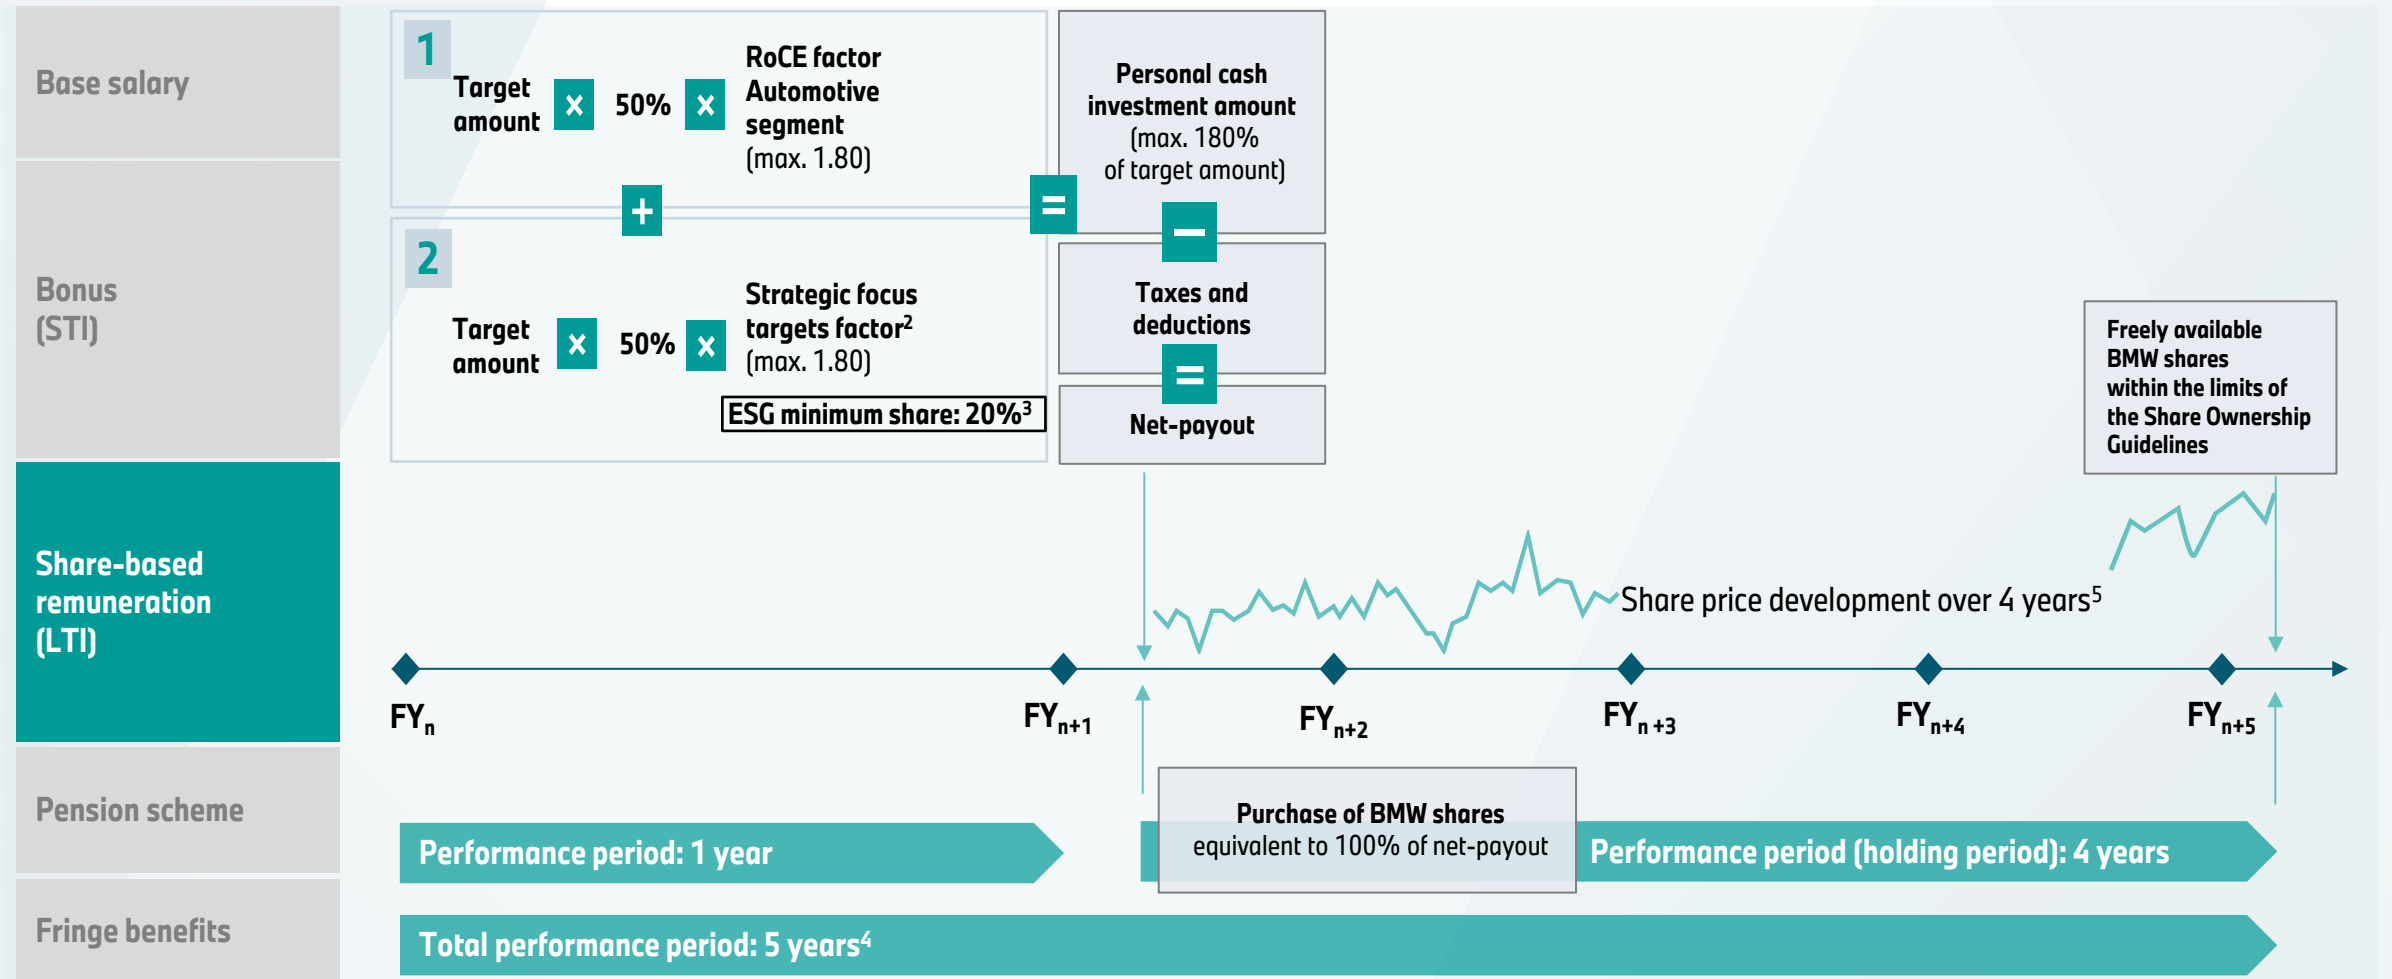 Base salary
Bonus
(STI)
Share-based
remuneration
(LTI)
Pension scheme
Fringe benefits
1
Target
amount
×
50%
×
RoCE factor
Automotive
segment
(max. 1.80)
+
2
Target
amount
×
50%
×
Strategic focus
targets factor²
(max. 1.80)
ESG minimum share: 20%³
=
Personal cash
investment amount
(max. 180%
of target amount)
−
Taxes and
deductions
=
Net-payout
Freely available
BMW shares
within the limits of
the Share Ownership
Guidelines
Share price development over 4 years⁵
FYn
FYn+1
FYn+2
FYn +3
FYn+4
FYn+5
Purchase of BMW shares
equivalent to 100% of net-payout
Performance period: 1 year
Performance period (holding period): 4 years
Total performance period: 5 years⁴